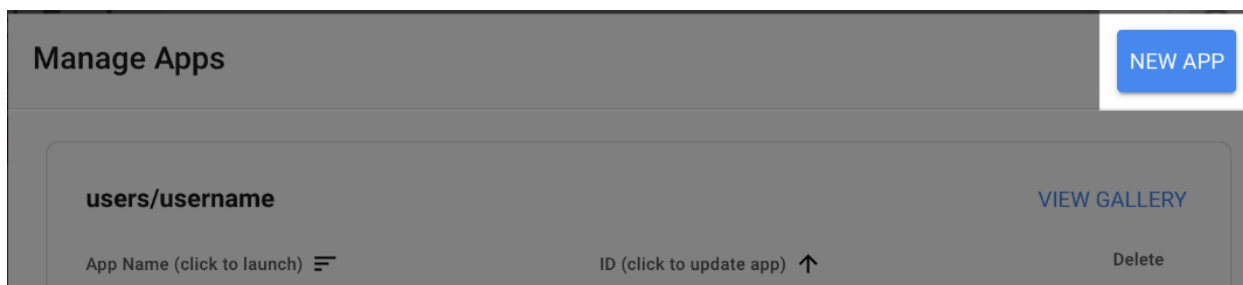 Manage Apps
NEW APP
users/username
VIEW GALLERY
App Name (click to launch)
ID (click to update app)
Delete